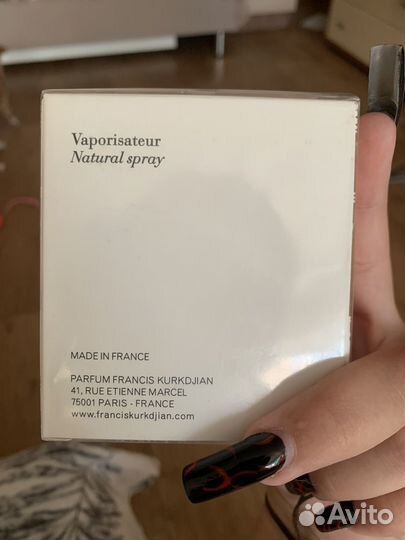 Vaporisateur
Natural spray
MADE IN FRANCE
PARFUM FRANCIS KURKDJIAN
41, RUE ETIENNE MARCEL
75001 PARIS - FRANCE
www.franciskurkdjian.com
Avito